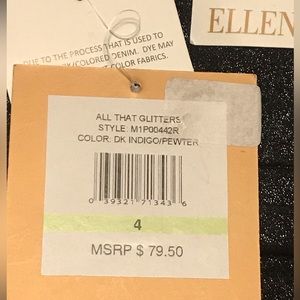 ELLEN
DUE TO THE PROCESS THAT IS USED TO
COLORED DENIM. DYE MAY
COLOR FABRICS.
ALL THAT GLITTERS
STYLE: M1P00442R
COLOR: DK INDIGO/PEWTER
0 39321 71343 6
4
MSRP $ 79.50